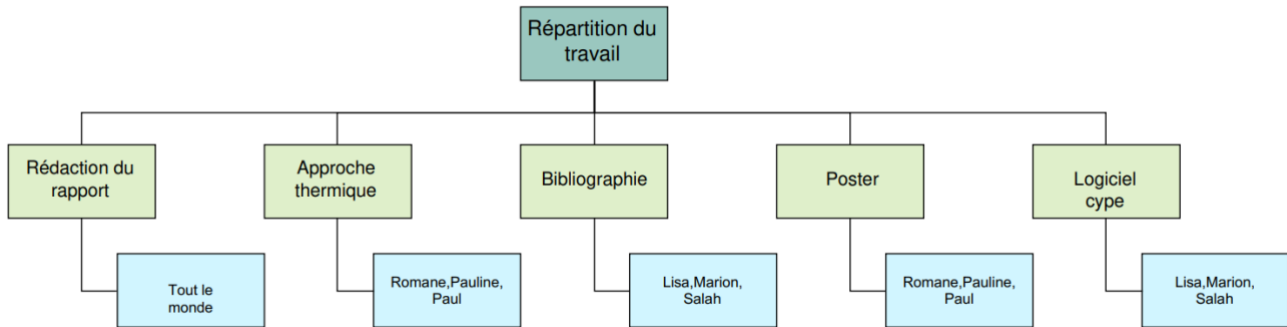 Répartition du
travail
Rédaction du
rapport
Approche
thermique
Bibliographie
Poster
Logiciel
cype
Tout le
monde
Romane,Pauline,
Paul
Lisa,Marion,
Salah
Romane,Pauline,
Paul
Lisa,Marion,
Salah